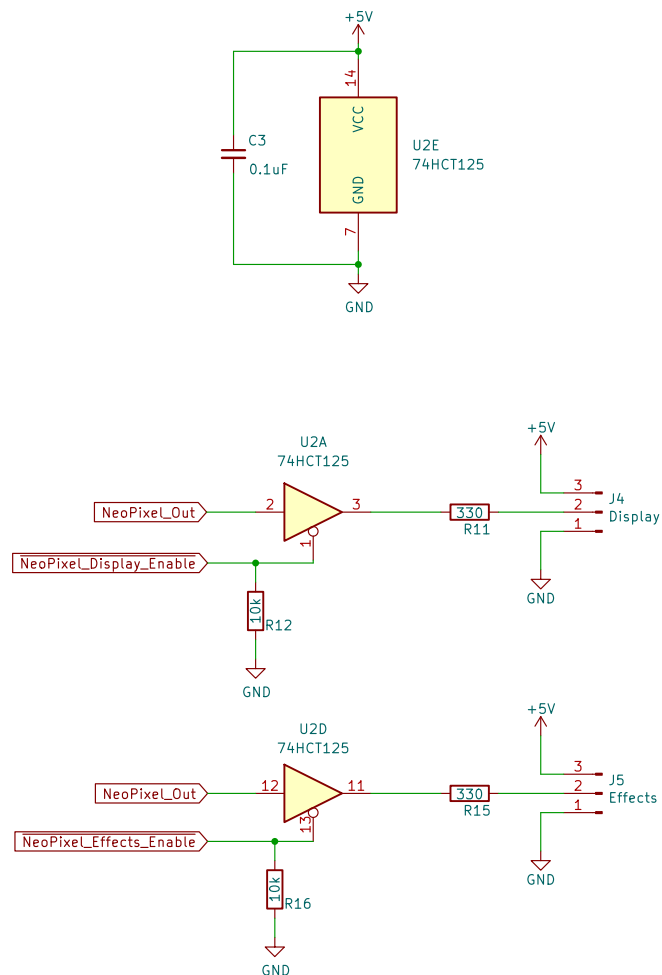 +5V
14
VCC
C3
0.1uF
U2E
74HCT125
GND
7
GND
U2A
74HCT125
+5V
NeoPixel_Out
2
3
330
R11
3
2
1
J4
Display
1
NeoPixel_Display_Enable
10k
R12
GND
GND
U2D
74HCT125
+5V
NeoPixel_Out
12
11
330
R15
3
2
1
J5
Effects
13
NeoPixel_Effects_Enable
10k
R16
GND
GND